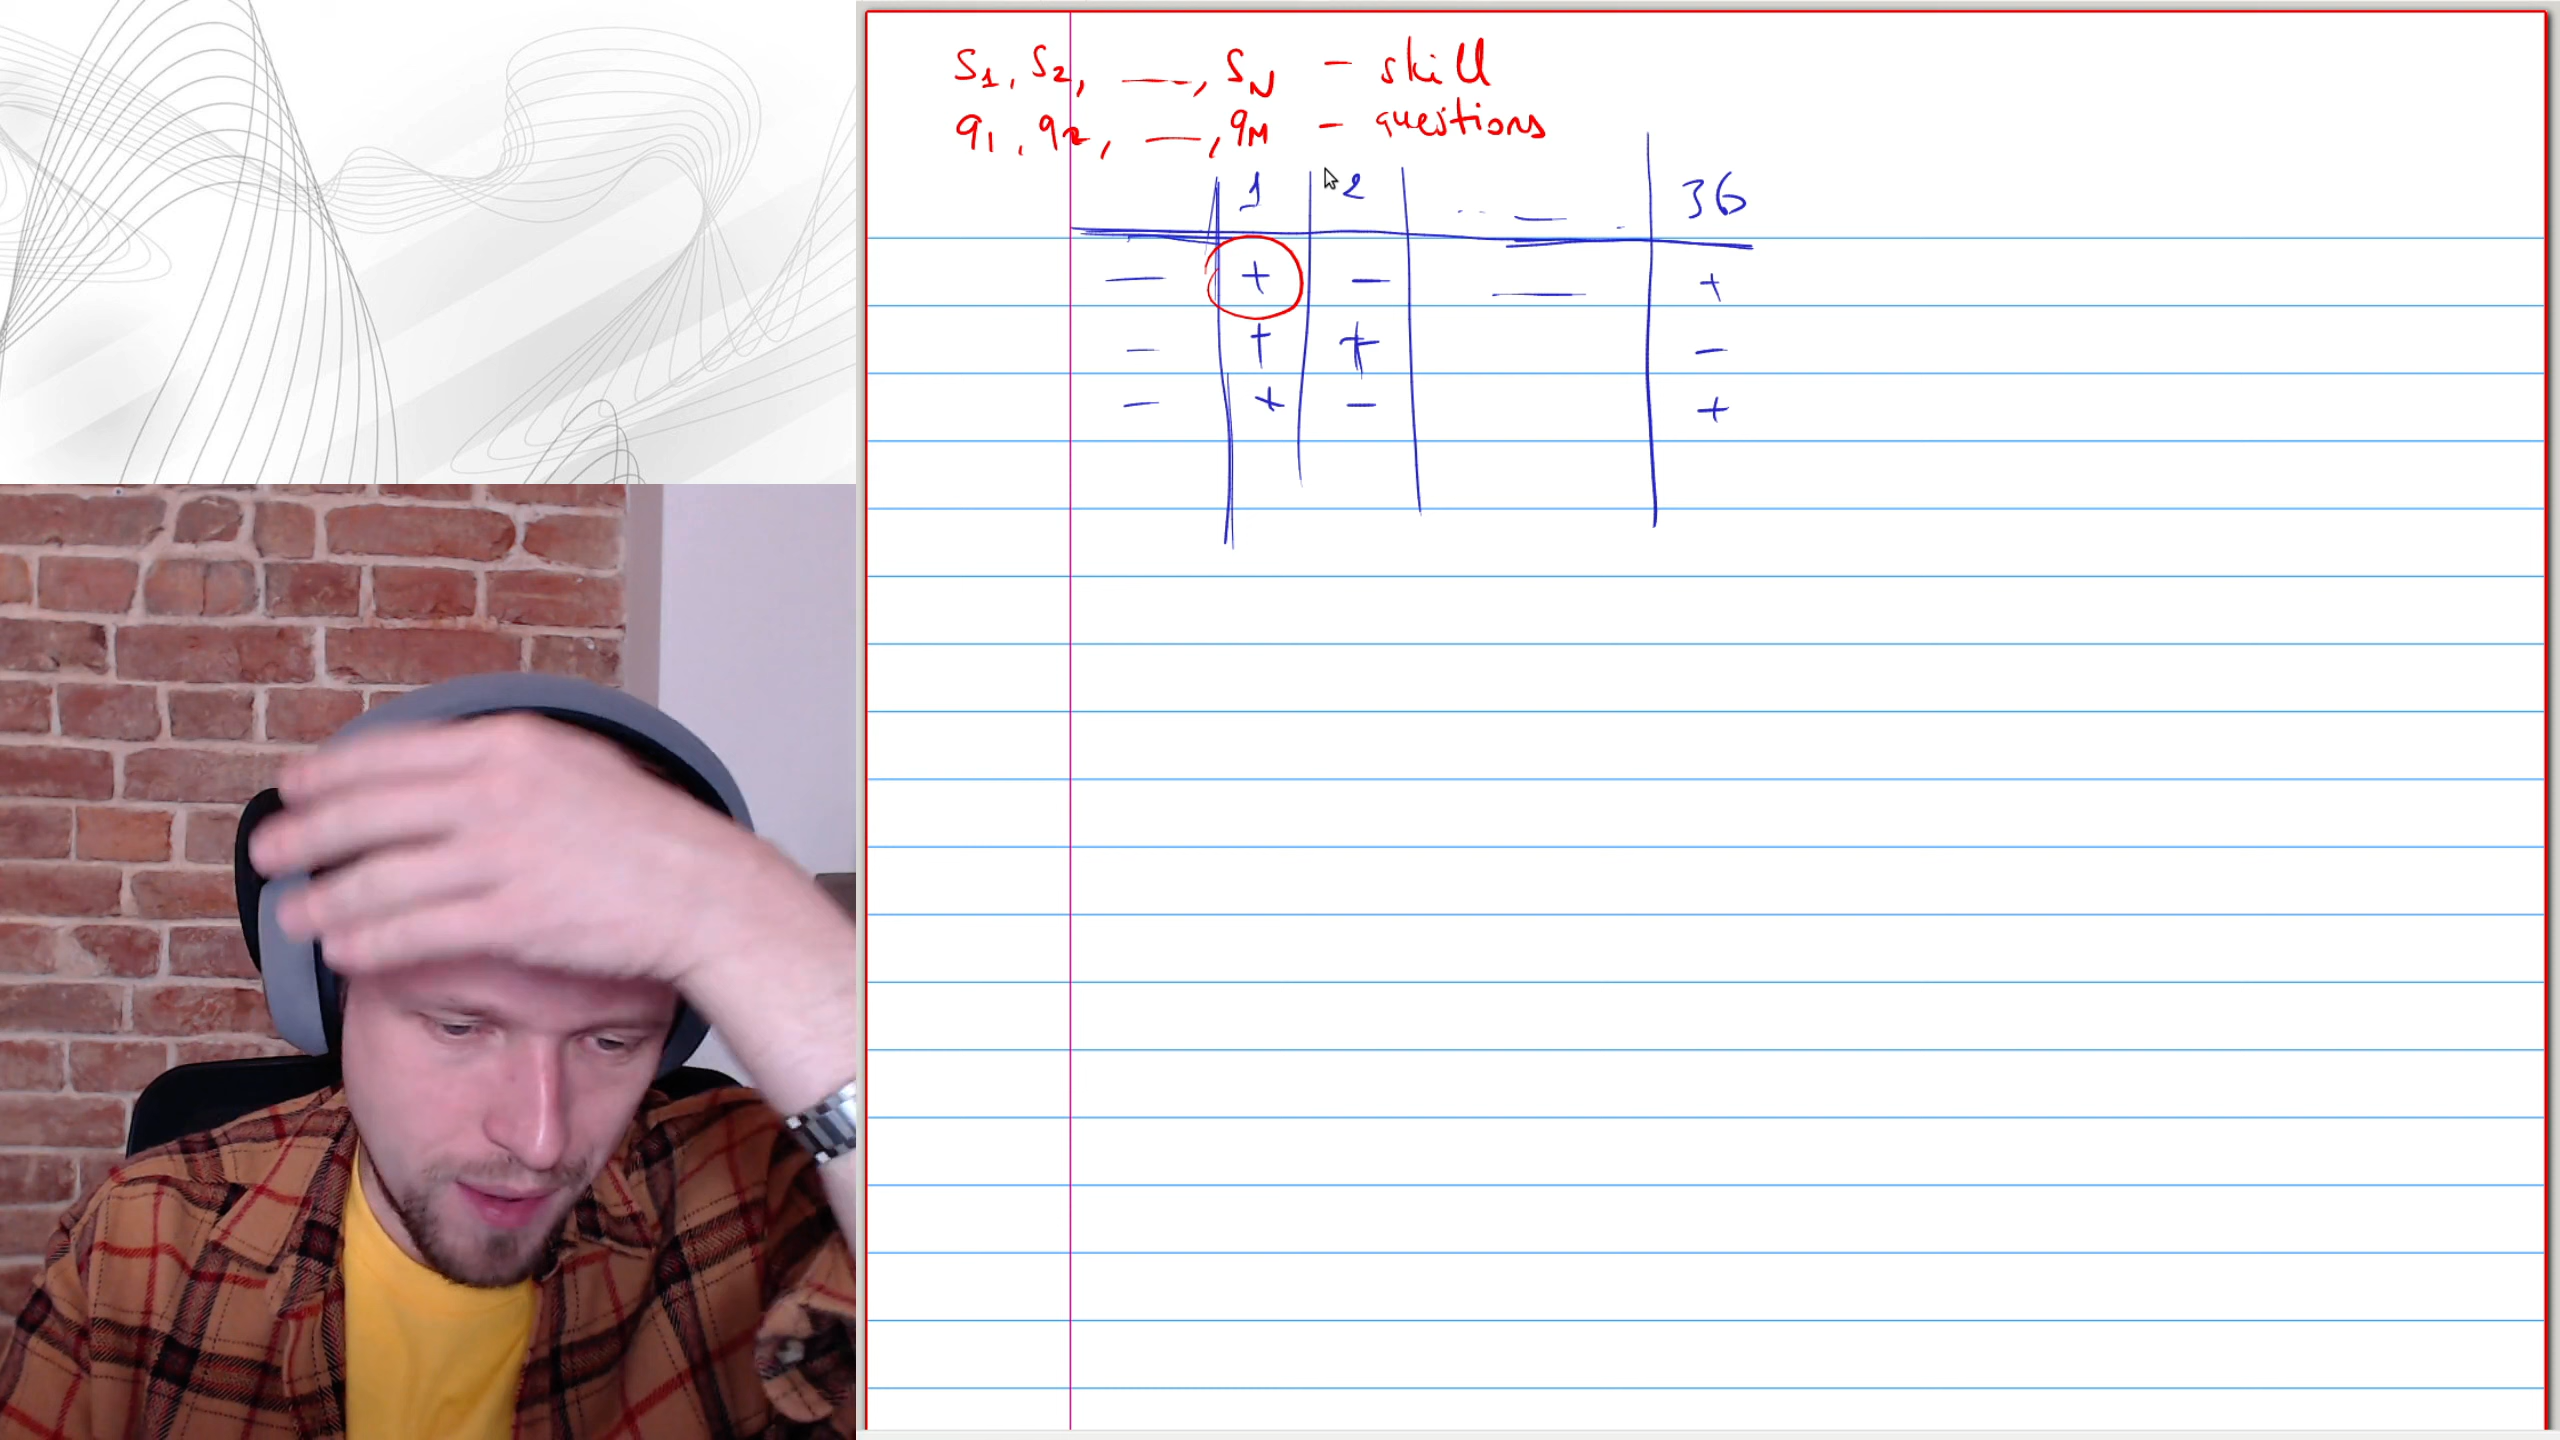 S1, S2, —, SN - skill
q1, q2, —, qM - questions
1 2 .. — . 36
— + - — +
- + + -
- + - +